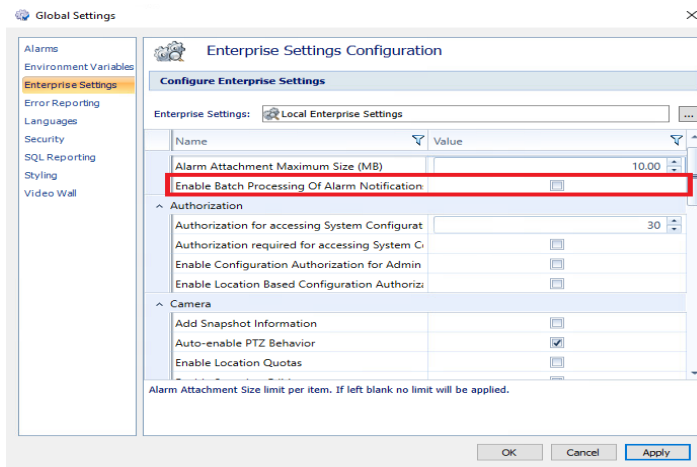 Global Settings
Alarms
Environment Variables
Enterprise Settings
Error Reporting
Languages
Security
SQL Reporting
Styling
Video Wall
Enterprise Settings Configuration
Configure Enterprise Settings
Enterprise Settings: Local Enterprise Settings ...
Name Value
Alarm Attachment Maximum Size (MB) 10.00
Enable Batch Processing Of Alarm Notification
Authorization
Authorization for accessing System Configurat 30
Authorization required for accessing System C
Enable Configuration Authorization for Admin
Enable Location Based Configuration Authoriz
Camera
Add Snapshot Information
Auto-enable PTZ Behavior
Enable Location Quotas
Alarm Attachment Size limit per item. If left blank no limit will be applied.
OK Cancel Apply